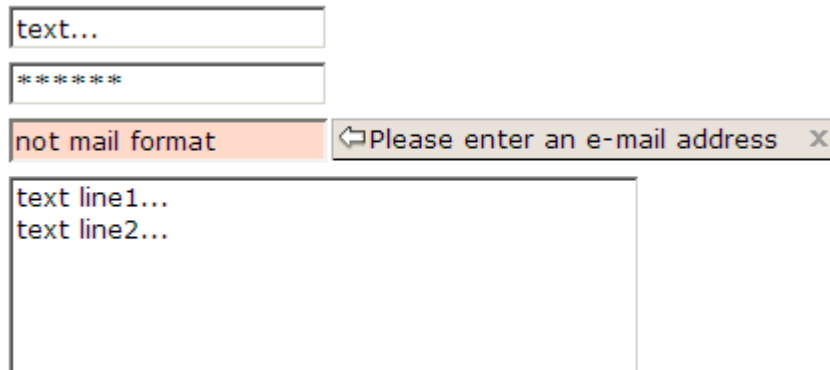 text...
******
not mail format
Please enter an e-mail address x
text line1...
text line2...